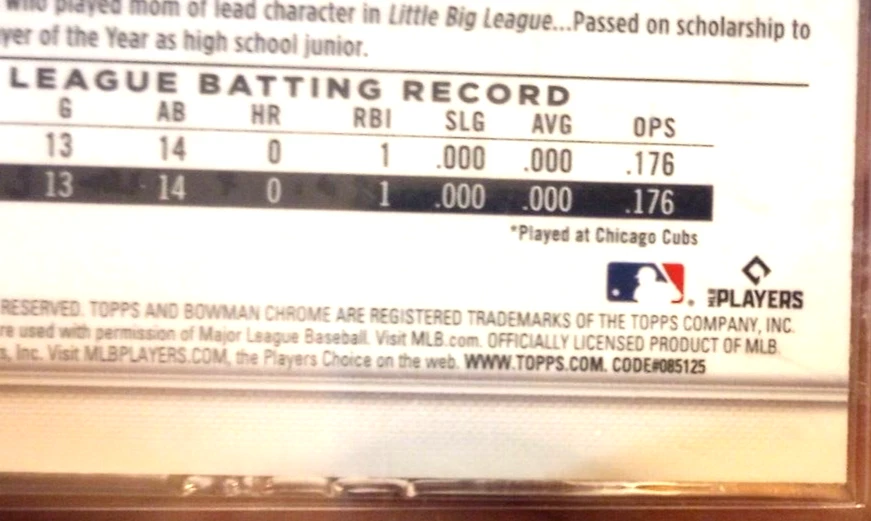 who played mom of lead character in Little Big League...Passed on scholarship to
yer of the Year as high school junior.
LEAGUE BATTING RECORD
G AB HR RBI SLG AVG OPS
13 14 0 1 .000 .000 .176
13 14 0 1 .000 .000 .176
*Played at Chicago Cubs
PLAYERS
RESERVED. TOPPS AND BOWMAN CHROME ARE REGISTERED TRADEMARKS OF THE TOPPS COMPANY, INC.
re used with permission of Major League Baseball. Visit MLB.com. OFFICIALLY LICENSED PRODUCT OF MLB
s, Inc. Visit MLBPLAYERS.COM, the Players Choice on the web. WWW.TOPPS.COM. CODE#085125